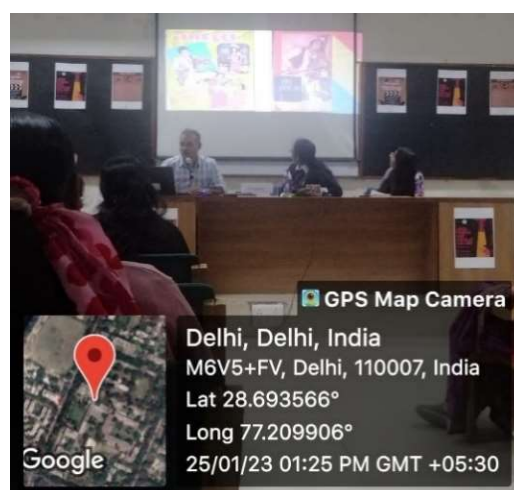 GPS Map Camera
Delhi, Delhi, India
M6V5+FV, Delhi, 110007, India
Lat 28.693566°
Long 77.209906°
25/01/23 01:25 PM GMT +05:30
Google